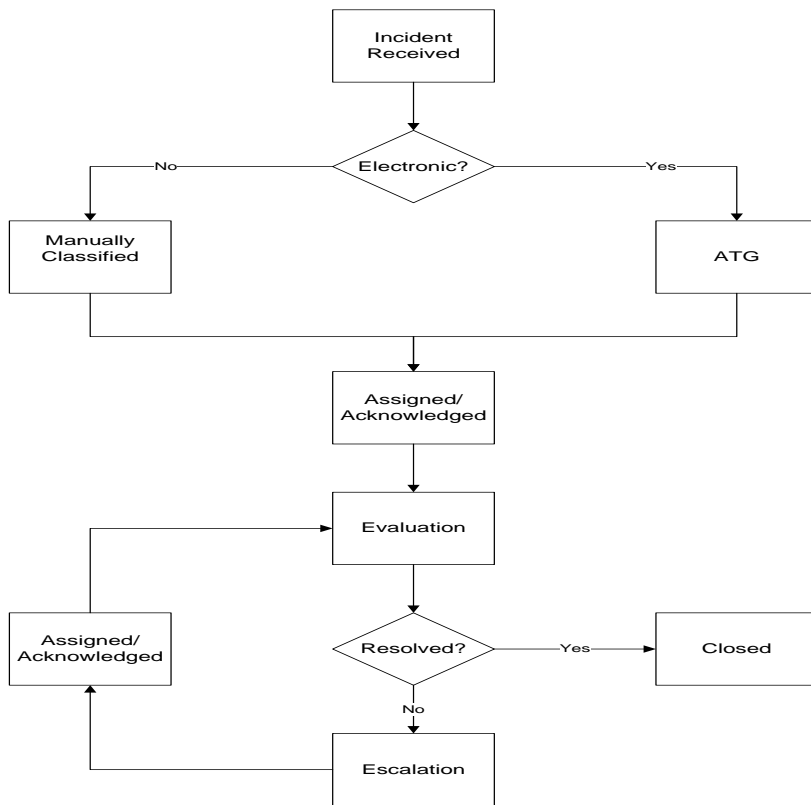 Incident
Received
Electronic?
No
Yes
Manually
Classified
ATG
Assigned/
Acknowledged
Evaluation
Assigned/
Acknowledged
Resolved?
Yes
Closed
No
Escalation